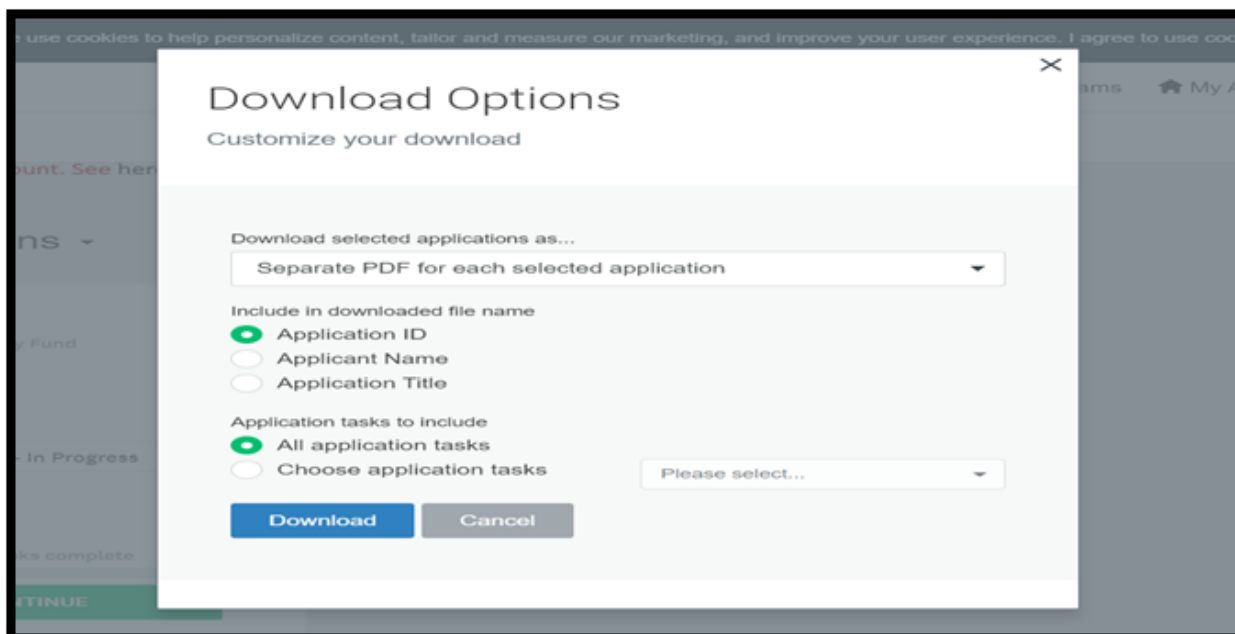 use cookies to help personalize content, tailor and measure our marketing, and improve your user experience. I agree to use coo
ams My A
Download Options
Customize your download
ount. See her
ns
Download selected applications as...
Separate PDF for each selected application
Include in downloaded file name
Application ID
y Fund
Applicant Name
Application Title
Application tasks to include
All application tasks
- In Progress
Choose application tasks Please select...
Download Cancel
ks complete
NTINUE